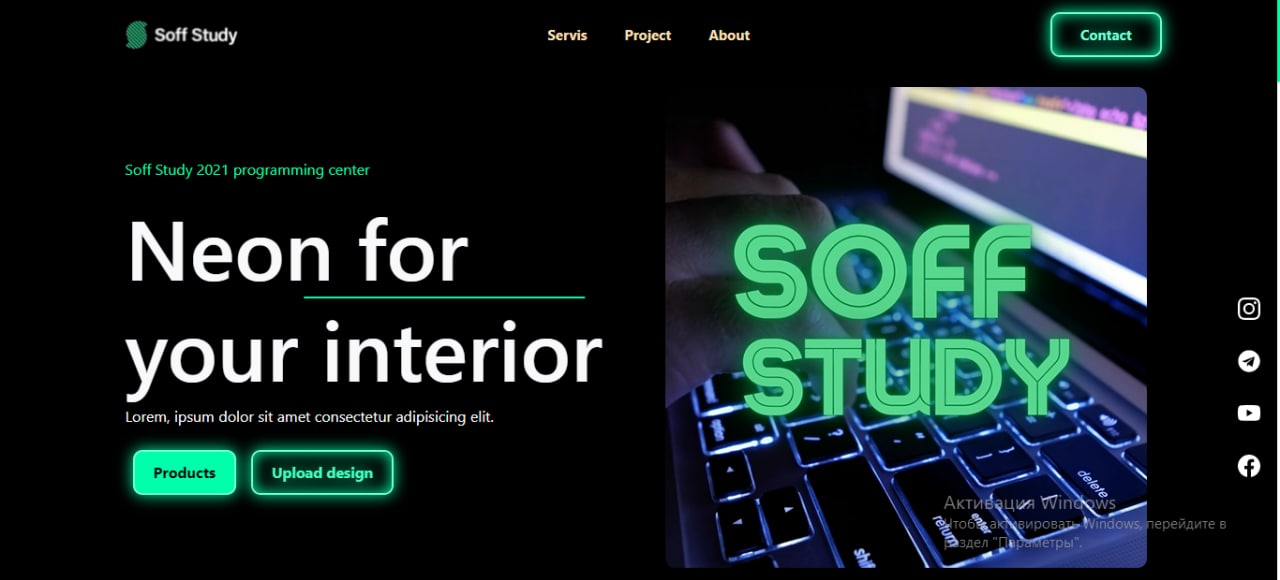 Soff Study
Servis
Project
About
Contact
Soff Study 2021 programming center
Neon for
your interior
Lorem, ipsum dolor sit amet consectetur adipisicing elit.
Products
Upload design
SOFF
STUDY
option
delete
enter
return
shift
Активация Windows
Чтобы активировать Windows, перейдите в
раздел "Параметры".